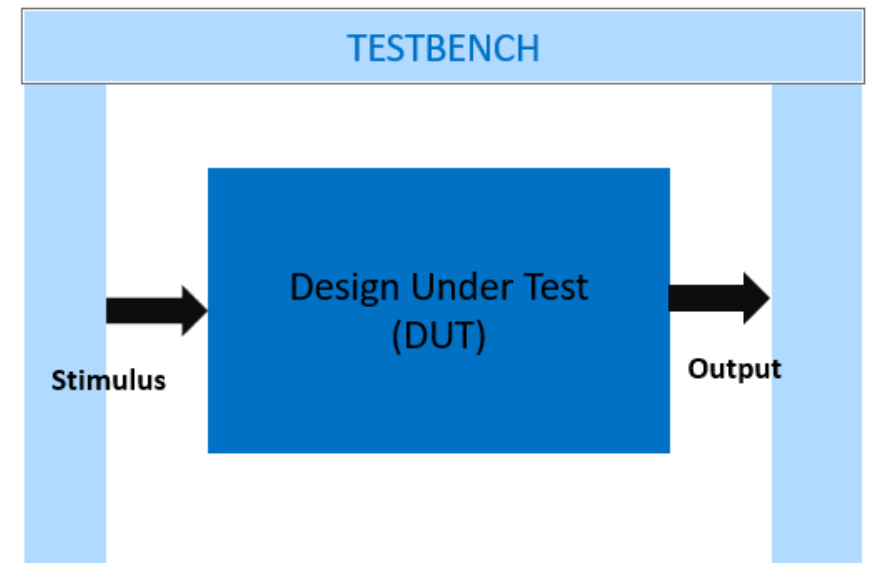 TESTBENCH
Design Under Test
(DUT)
Stimulus
Output